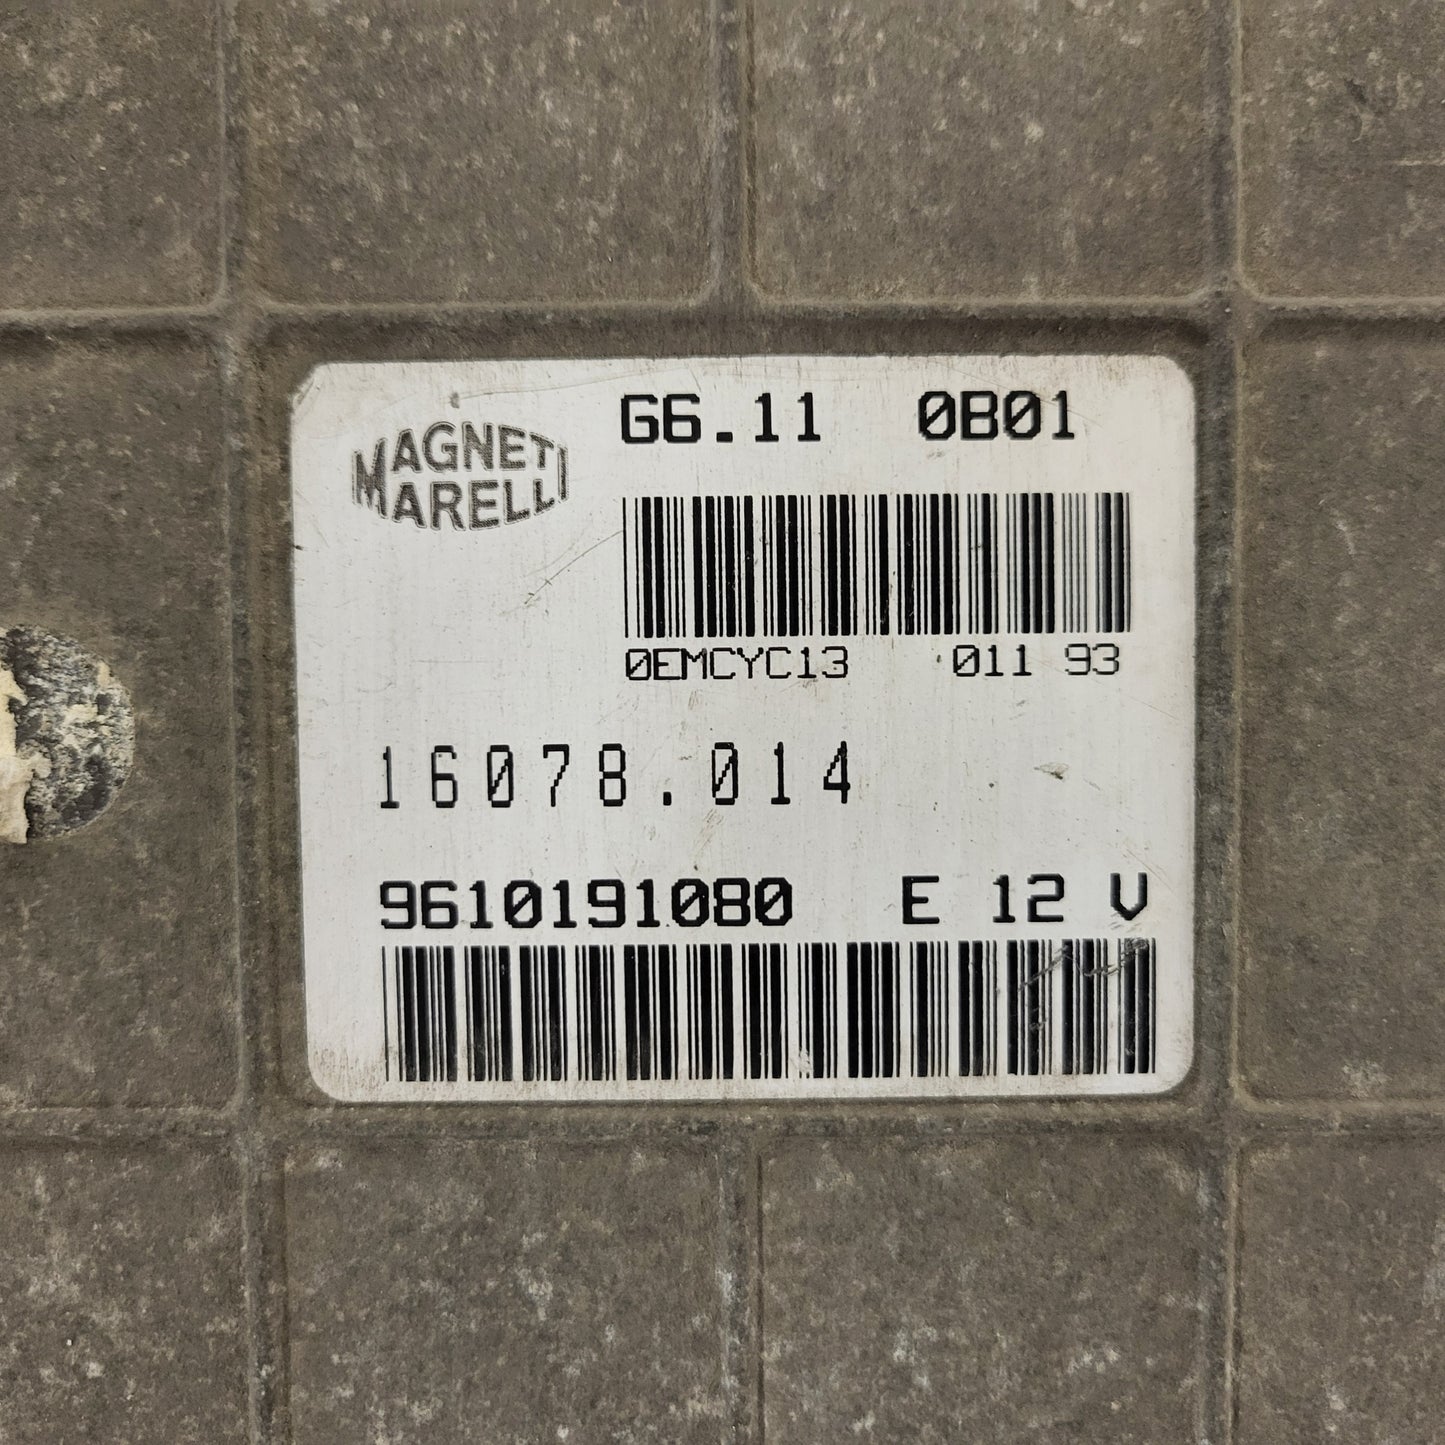 MAGNETI
MARELLI
G6.11 0B01
0EMCYC13 011 93
16078.014
9610191080 E 12 V